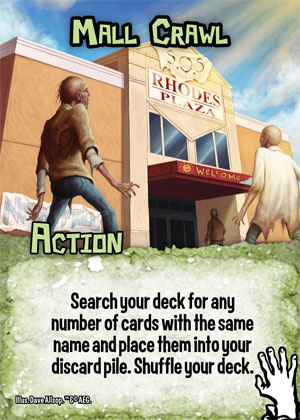 MALL CRAWL
S.O.S
RHODES
PLAZA
WELCOME
ACTION
Search your deck for any
number of cards with the same
name and place them into your
discard pile. Shuffle your deck.
Illus. Dave Allsop. ™©AEG.